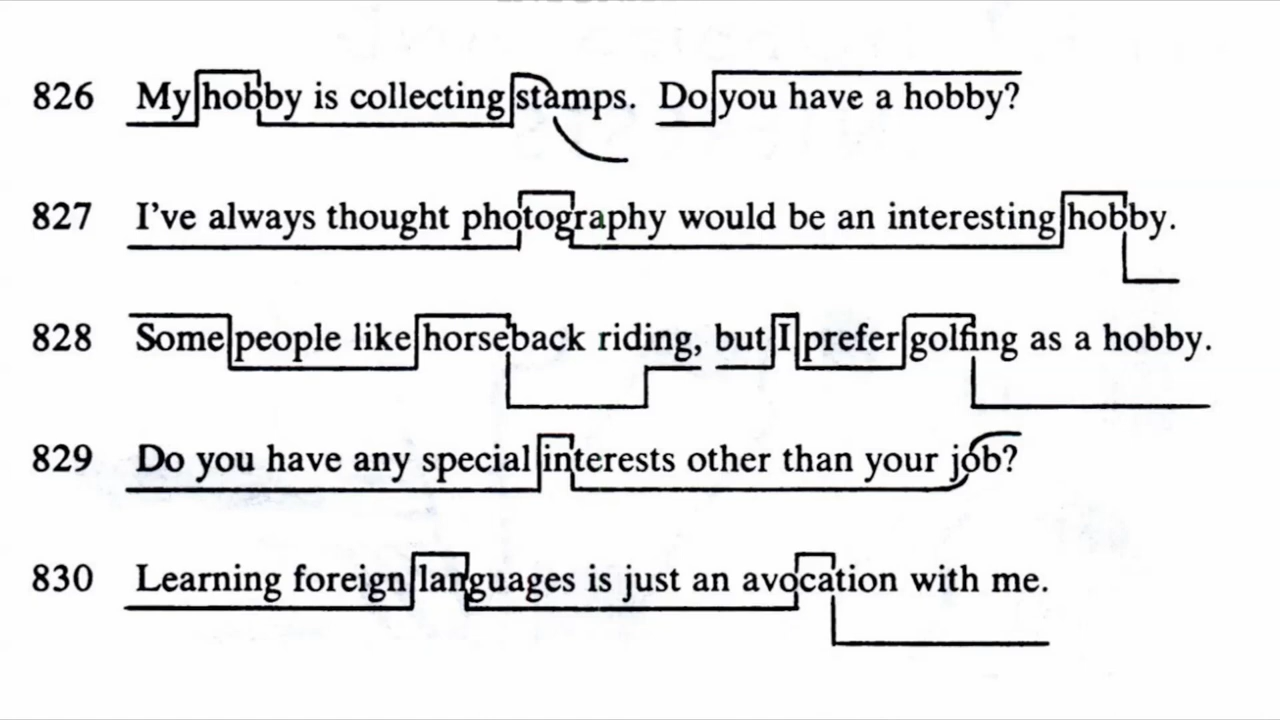 826 My hobby is collecting stamps. Do you have a hobby?
827 I've always thought photography would be an interesting hobby.
828 Some people like horseback riding, but I prefer golfing as a hobby.
829 Do you have any special interests other than your job?
830 Learning foreign languages is just an avocation with me.